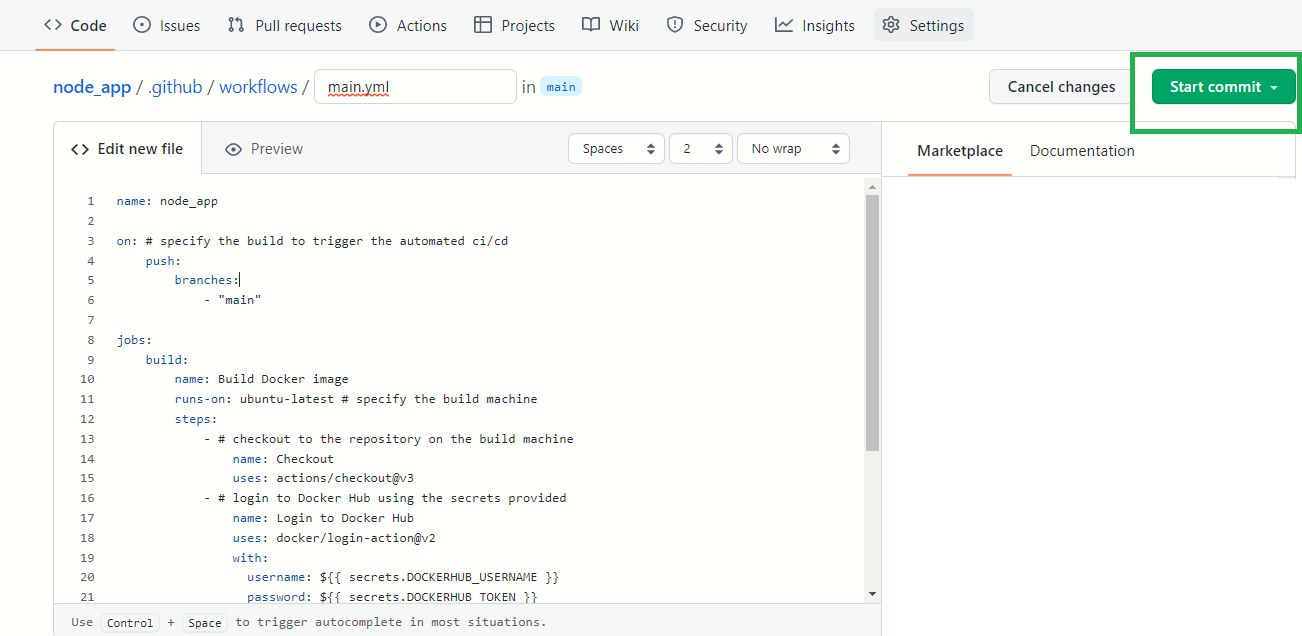 Code Issues Pull requests Actions Projects Wiki Security Insights Settings
node_app / .github / workflows / main.yml in main Cancel changes Start commit
Edit new file Preview Spaces 2 No wrap Marketplace Documentation
1 name: node_app
2
3 on: # specify the build to trigger the automated ci/cd
4 push:
5 branches:
6 - "main"
7
8 jobs:
9 build:
10 name: Build Docker image
11 runs-on: ubuntu-latest # specify the build machine
12 steps:
13 - # checkout to the repository on the build machine
14 name: Checkout
15 uses: actions/checkout@v3
16 - # login to Docker Hub using the secrets provided
17 name: Login to Docker Hub
18 uses: docker/login-action@v2
19 with:
20 username: ${{ secrets.DOCKERHUB_USERNAME }}
21 password: ${{ secrets.DOCKERHUB_TOKEN }}
Use Control + Space to trigger autocomplete in most situations.